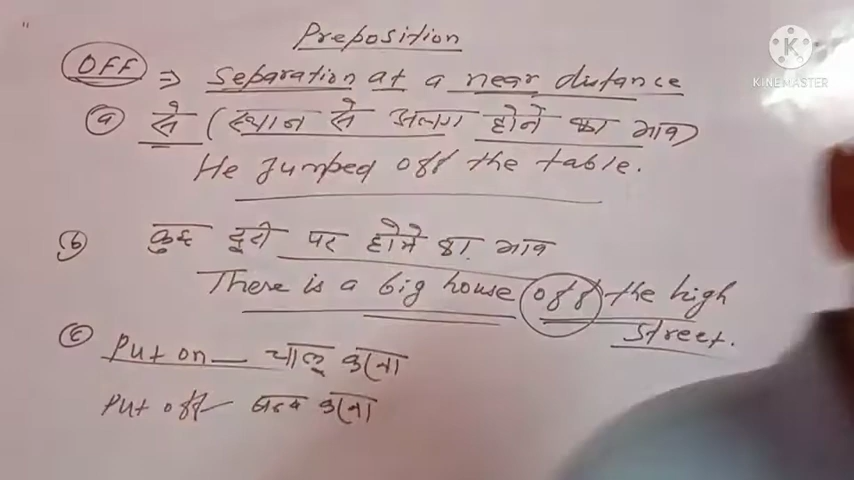 Preposition
OFF ⇒ Separation at a near distance
(a) से (स्थान से अलग होने का भाव)
He Jumped off the table.
(b) कुछ दूरी पर होने का भाव
There is a big house off the high
street.
(c) Put on — चालू करना
Put off — बन्द करना
KINEMASTER